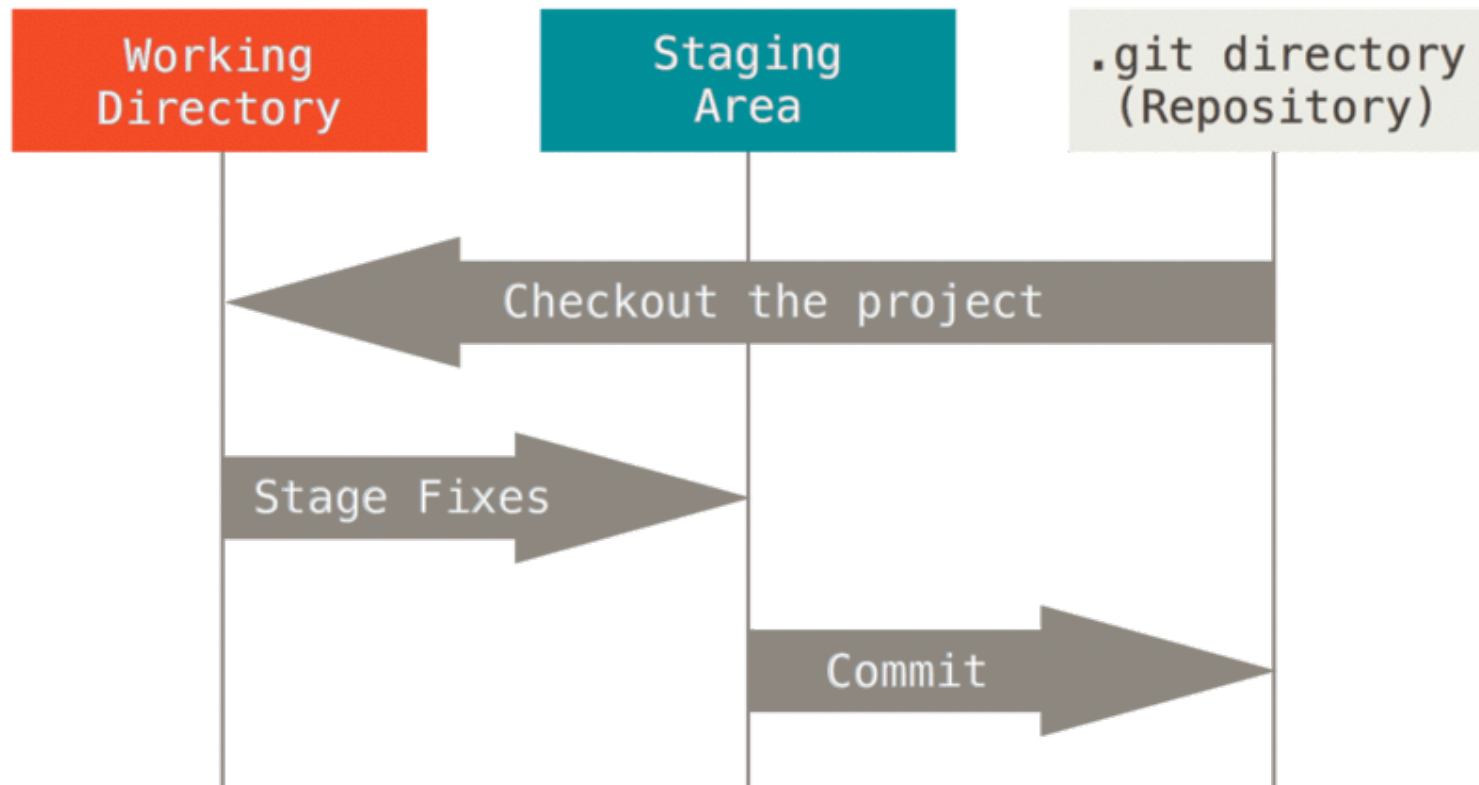 Working
Directory
Staging
Area
.git directory
(Repository)
Checkout the project
Stage Fixes
Commit